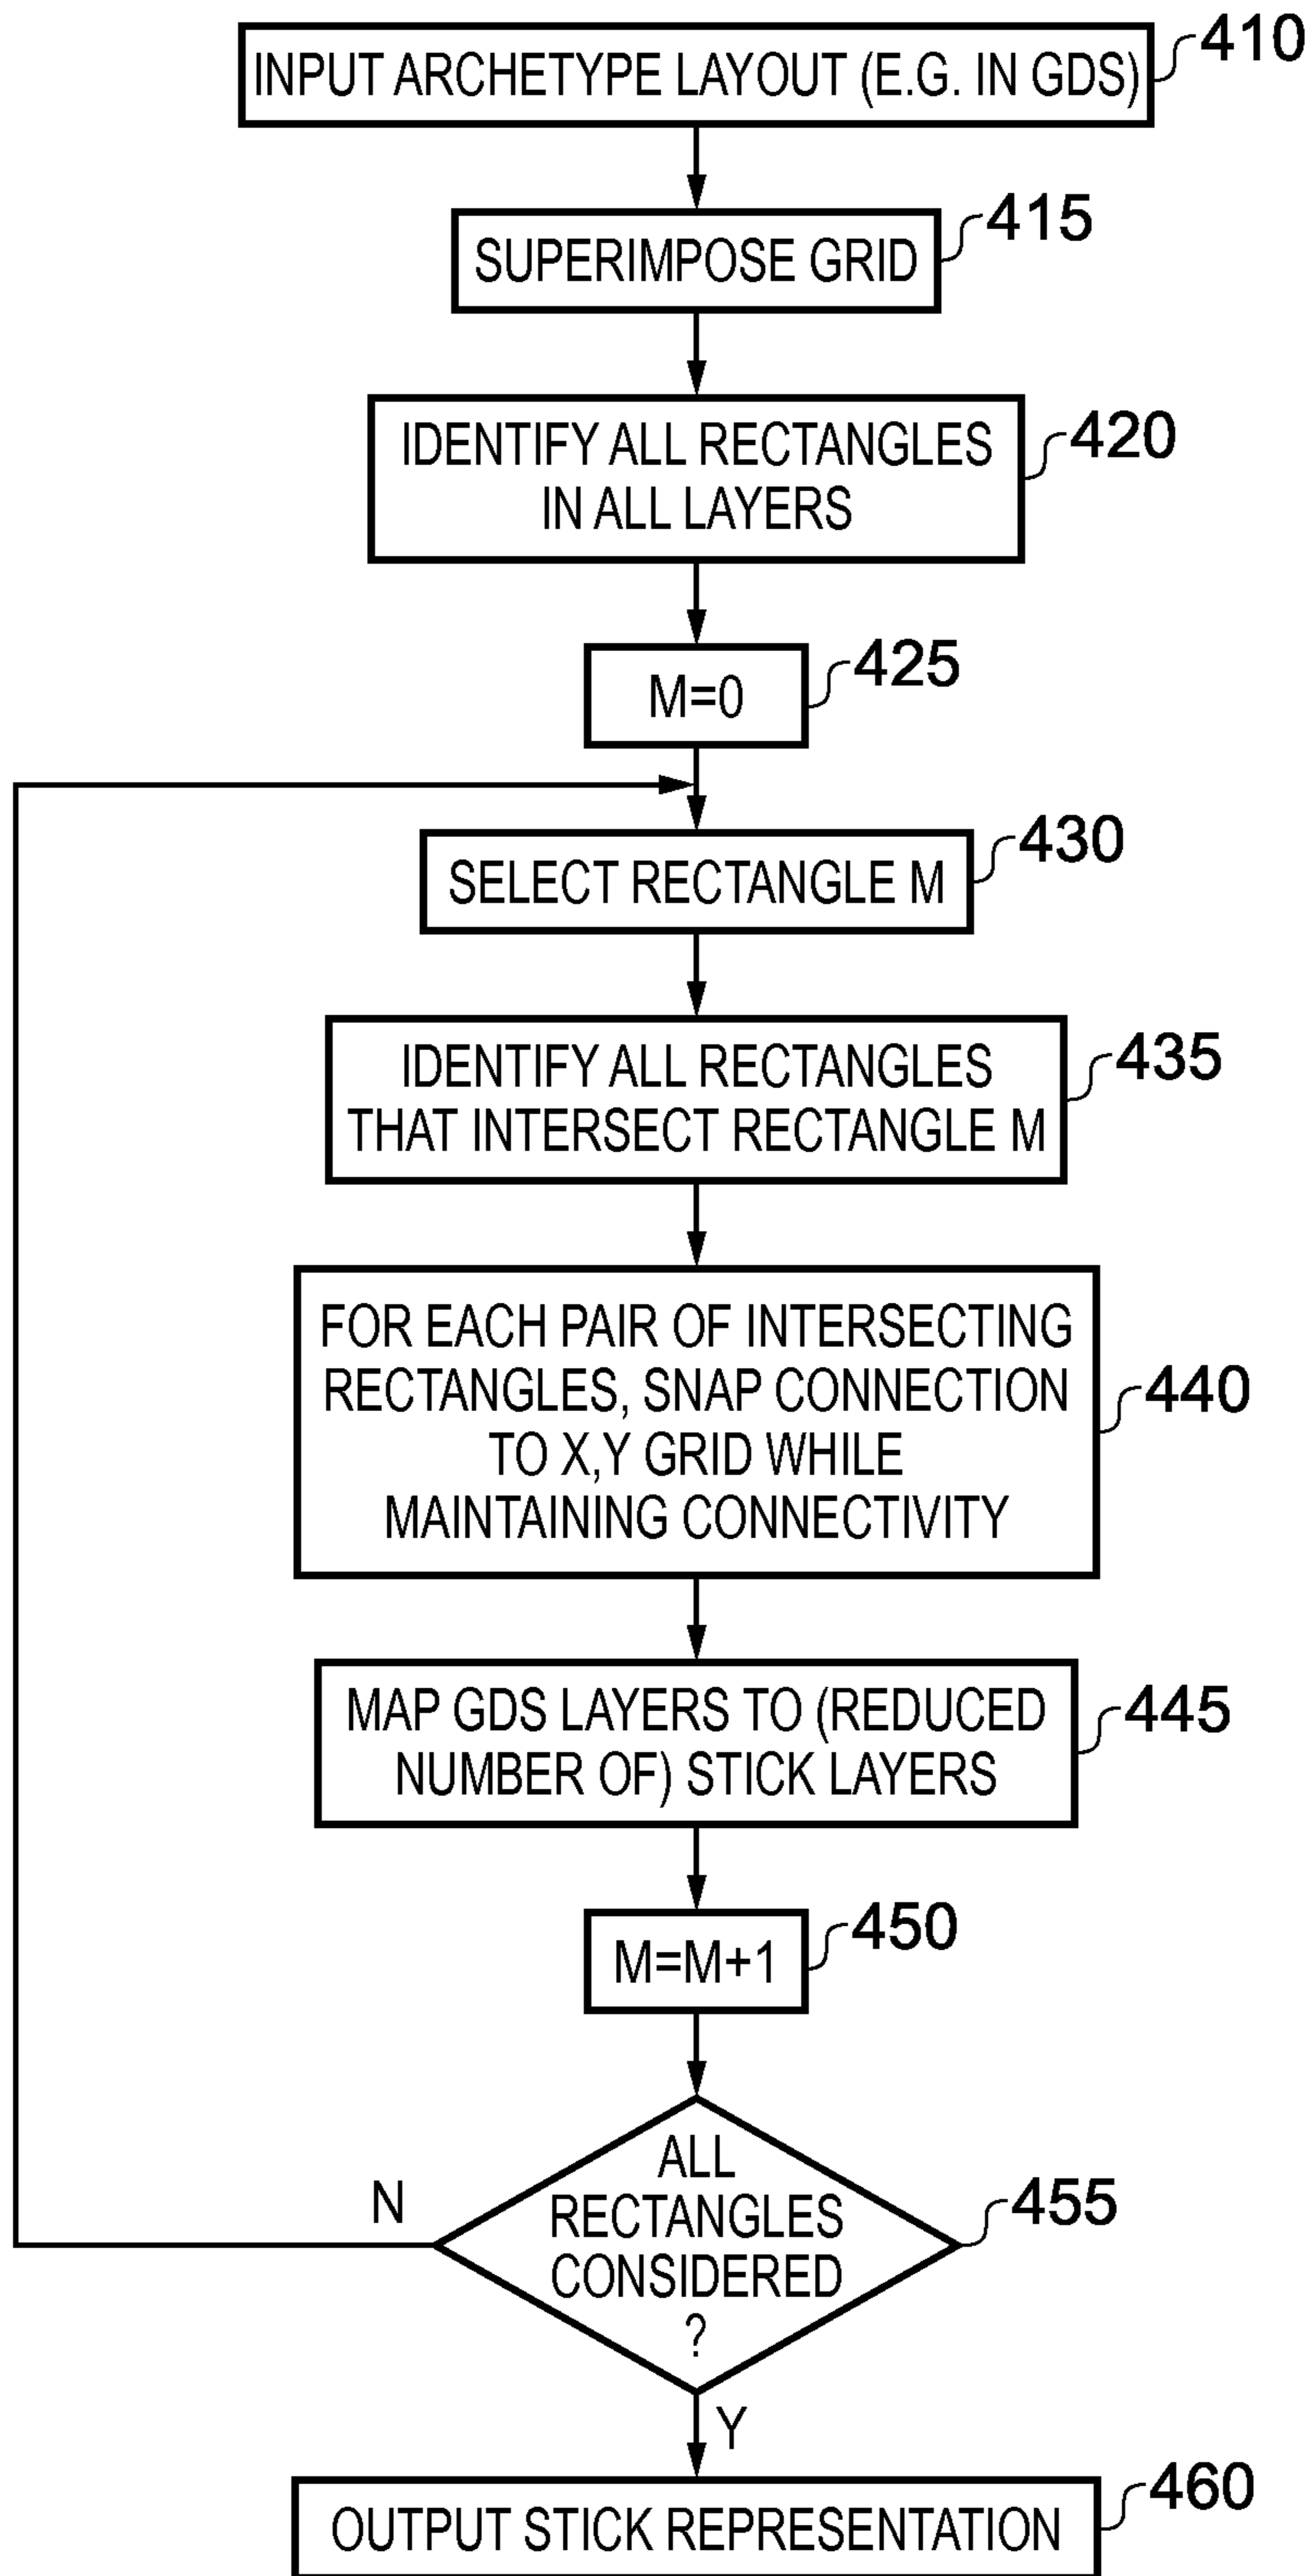 INPUT ARCHETYPE LAYOUT (E.G. IN GDS)
410
SUPERIMPOSE GRID
415
IDENTIFY ALL RECTANGLES
IN ALL LAYERS
420
M=0
425
SELECT RECTANGLE M
430
IDENTIFY ALL RECTANGLES
THAT INTERSECT RECTANGLE M
435
FOR EACH PAIR OF INTERSECTING
RECTANGLES, SNAP CONNECTION
TO X,Y GRID WHILE
MAINTAINING CONNECTIVITY
440
MAP GDS LAYERS TO (REDUCED
NUMBER OF) STICK LAYERS
445
M=M+1
450
ALL
RECTANGLES
CONSIDERED
?
455
N
Y
OUTPUT STICK REPRESENTATION
460